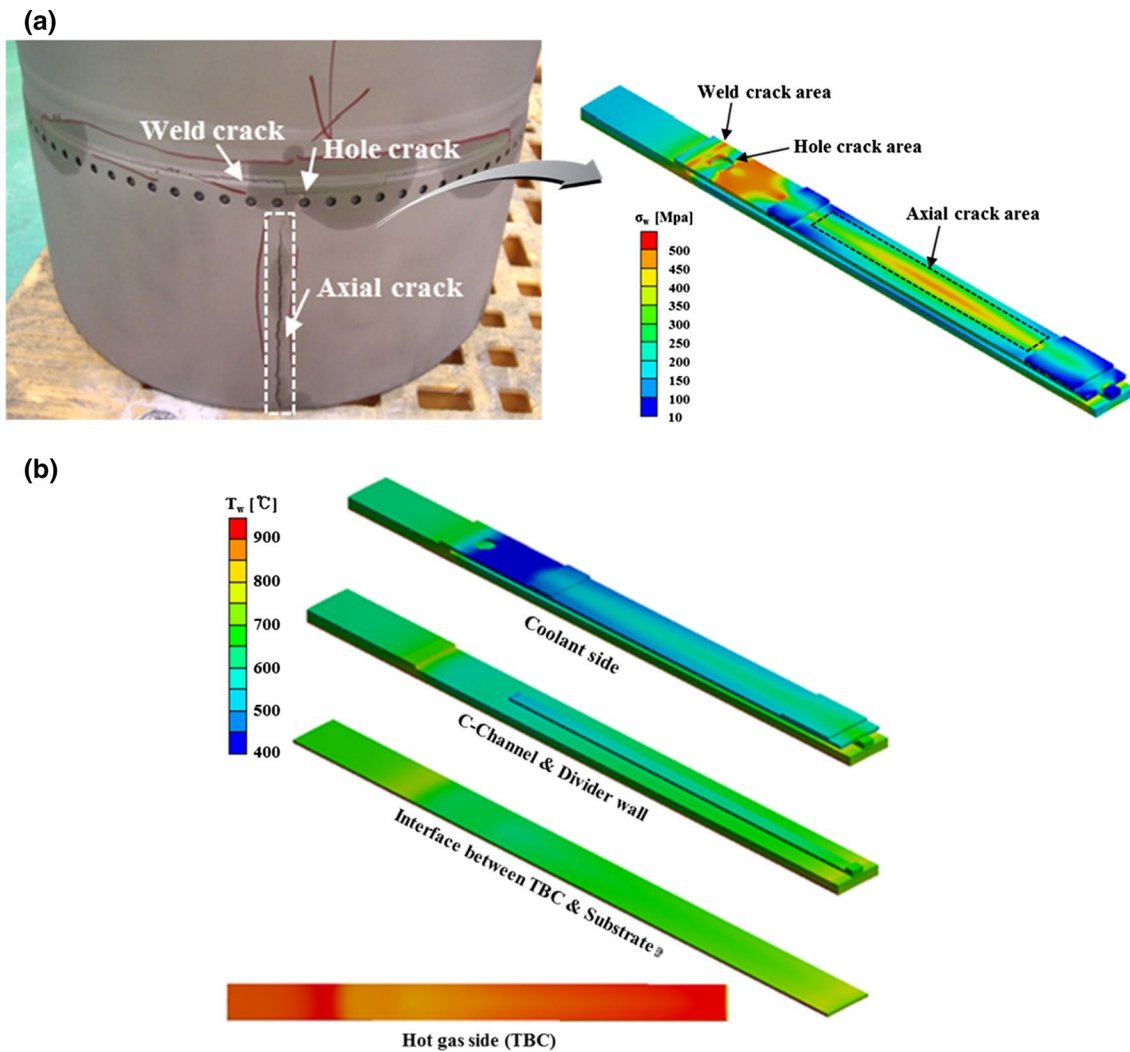 (a)
Weld crack
Hole crack
Axial crack
Weld crack area
Hole crack area
Axial crack area
σw [Mpa]
500
450
400
350
300
250
200
150
100
10
(b)
Tw [℃]
900
800
700
600
500
400
Coolant side
C-Channel & Divider wall
Interface between TBC & Substrate
Hot gas side (TBC)